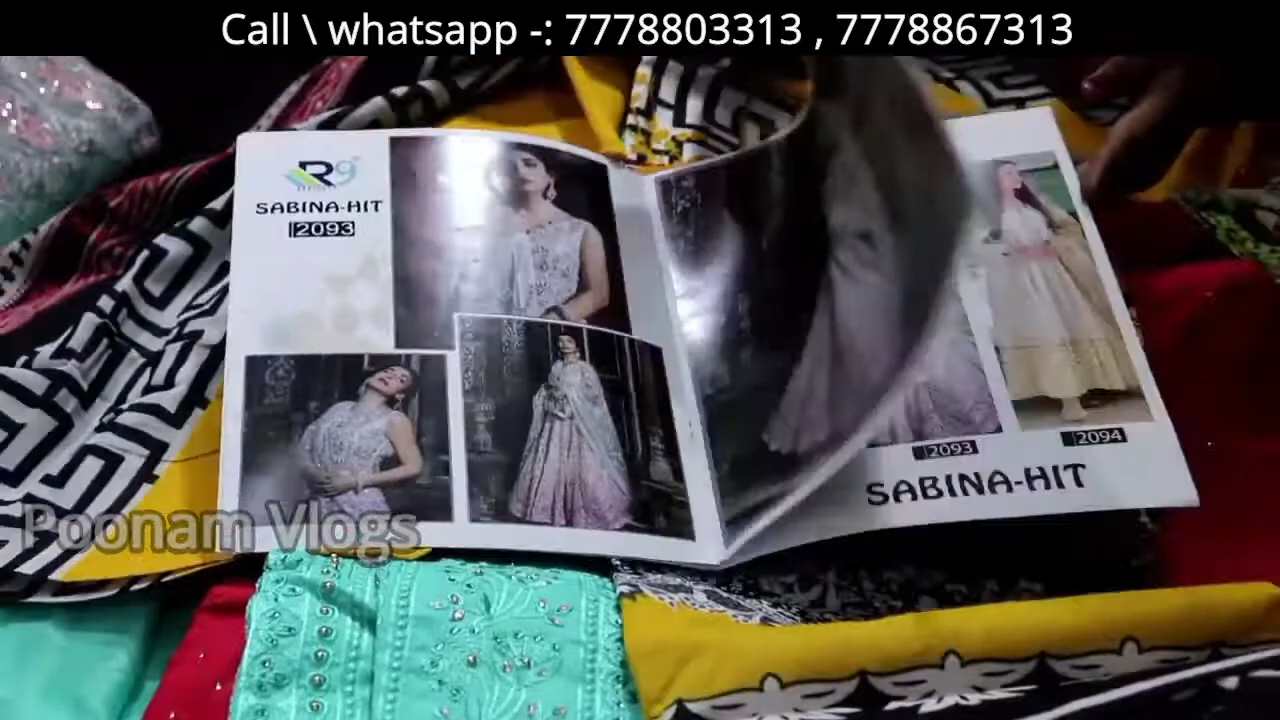 Call \ whatsapp -: 7778803313 , 7778867313
R9
SABINA-HIT
2093
2093
2094
SABINA-HIT
Poonam Vlogs